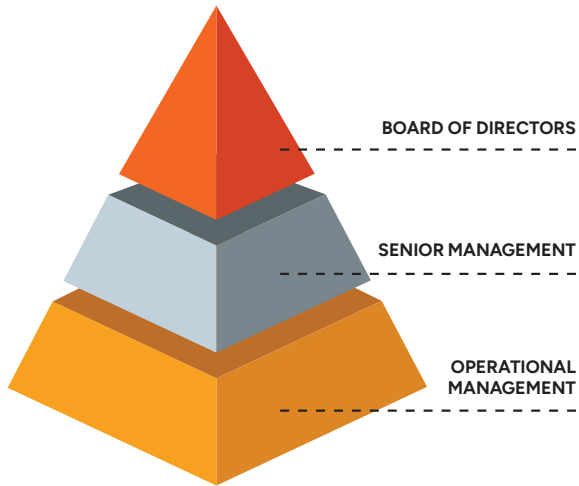 BOARD OF DIRECTORS
SENIOR MANAGEMENT
OPERATIONAL
MANAGEMENT